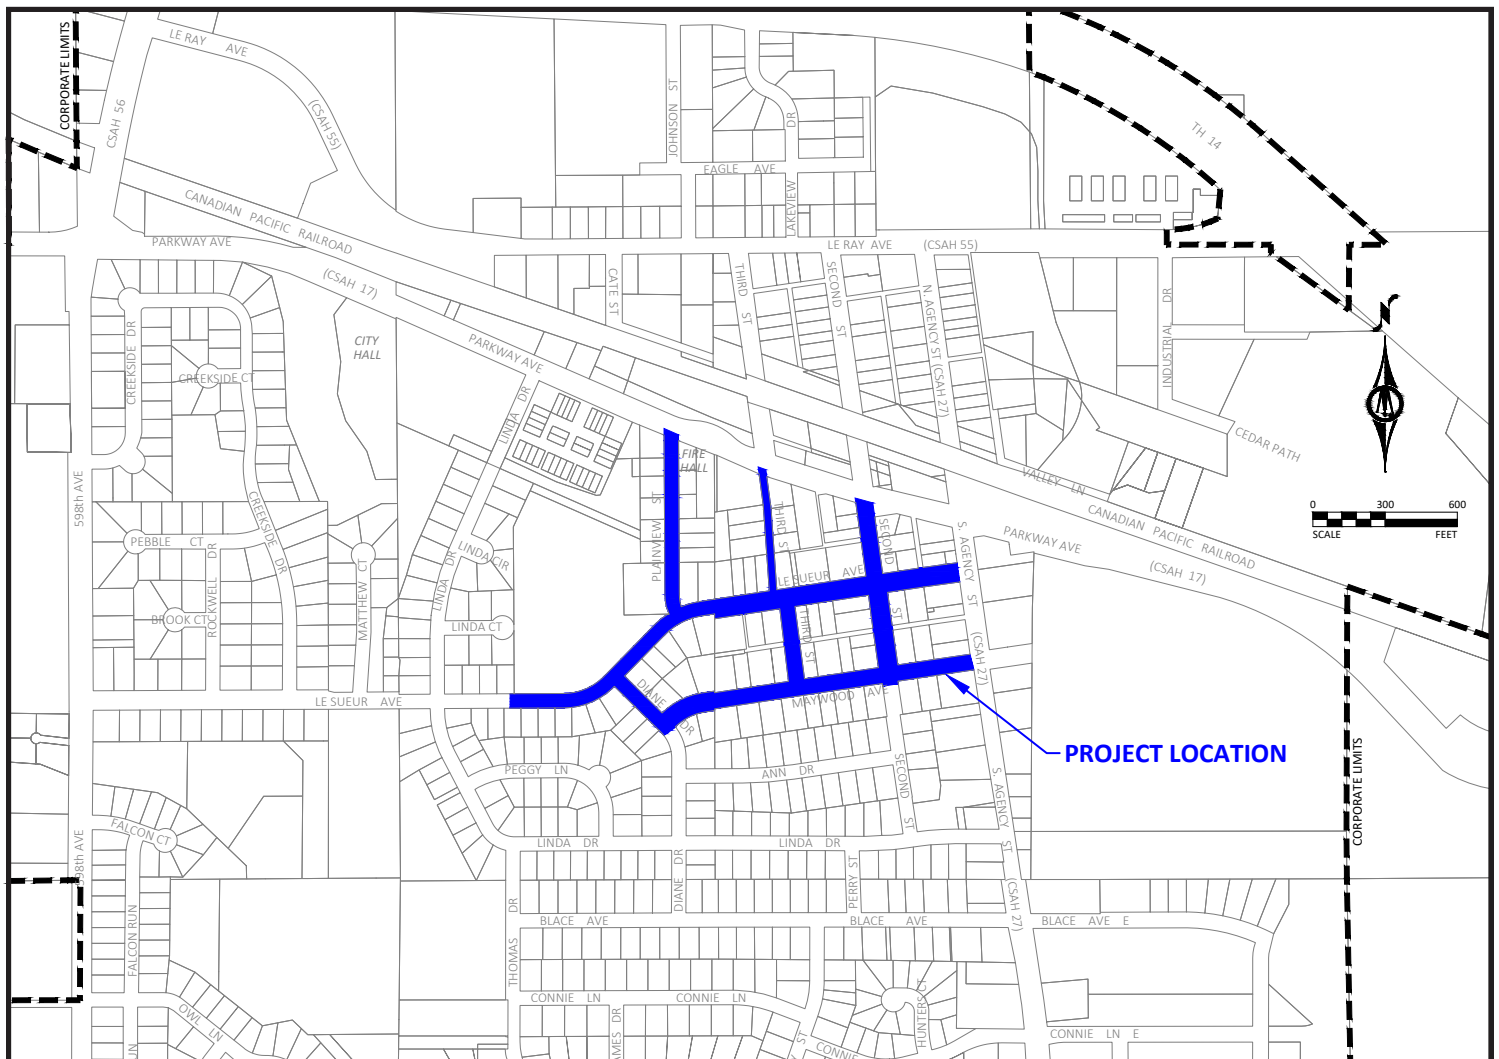 CORPORATE LIMITS
LE RAY AVE
(CSAH 55)
CSAH 56
JOHNSON ST
DR
EAGLE AVE
LAKEVIEW
TH 14
CANADIAN PACIFIC RAILROAD
PARKWAY AVE
(CSAH 17)
LE RAY AVE (CSAH 55)
CATE ST
THIRD ST
SECOND ST
N. AGENCY ST (CSAH 27)
INDUSTRIAL DR
CITY
HALL
CREEKSIDE DR
CREEKSIDE CT
PARKWAY AVE
LINDA DR
CEDAR PATH
FIRE
HALL
VALLEY LN
CANADIAN PACIFIC RAILROAD
0 300 600
SCALE FEET
598th AVE
CREEKSIDE DR
PEBBLE CT
ROCKWELL DR
BROOK CT
MATTHEW CT
LINDA DR
LINDA CIR
LINDA CT
PLAINVIEW ST
THIRD ST
SECOND
ST
S. AGENCY ST
(CSAH 27)
PARKWAY AVE
(CSAH 17)
LE SUEUR AVE
THIRD ST
LE SUEUR AVE
DIANE DR
MAYWOOD AVE
PROJECT LOCATION
PEGGY LN
ANN DR
SECOND ST
S. AGENCY ST
(CSAH 27)
CORPORATE LIMITS
FALCON CT
598th AVE
LINDA DR
LINDA DR
DIANE DR
PERRY ST
FALCON RUN
THOMAS DR
BLACE AVE
BLACE AVE
BLACE AVE E
OWL LN
CONNIE LN
CONNIE LN
HUNTERS CT
CONNIE LN E
AMES DR
ST
CONNIE
UN